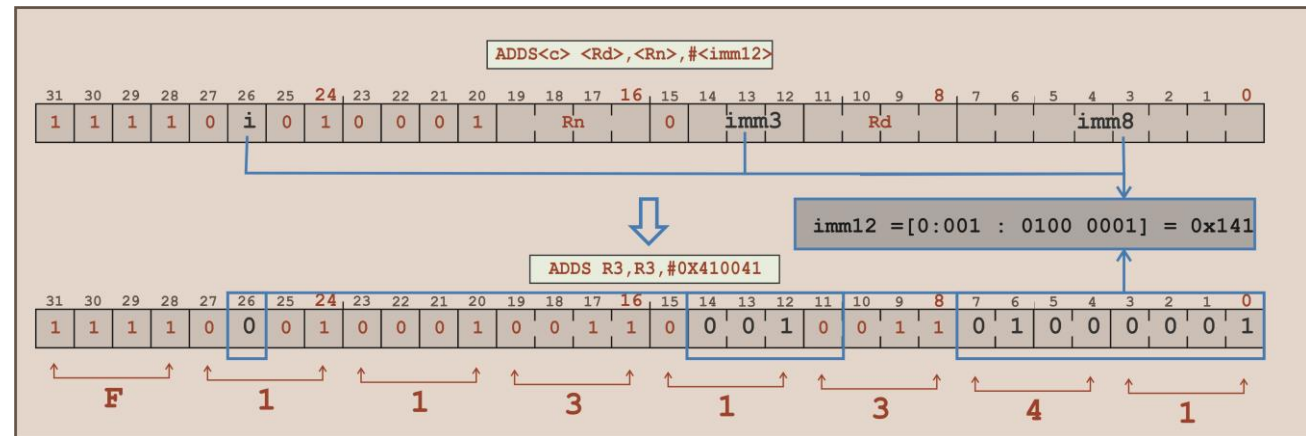 ADDS<c> <Rd>,<Rn>,#<imm12>
31 30 29 28 27 26 25 24 23 22 21 20 19 18 17 16 15 14 13 12 11 10 9 8 7 6 5 4 3 2 1 0
1 1 1 1 0 i 0 1 0 0 0 1 Rn 0 imm3 Rd imm8
imm12 =[0:001 : 0100 0001] = 0x141
ADDS R3,R3,#0X410041
31 30 29 28 27 26 25 24 23 22 21 20 19 18 17 16 15 14 13 12 11 10 9 8 7 6 5 4 3 2 1 0
1 1 1 1 0 0 0 1 0 0 0 1 0 0 1 1 0 0 0 1 0 0 1 1 0 1 0 0 0 0 0 1
F 1 1 3 1 3 4 1